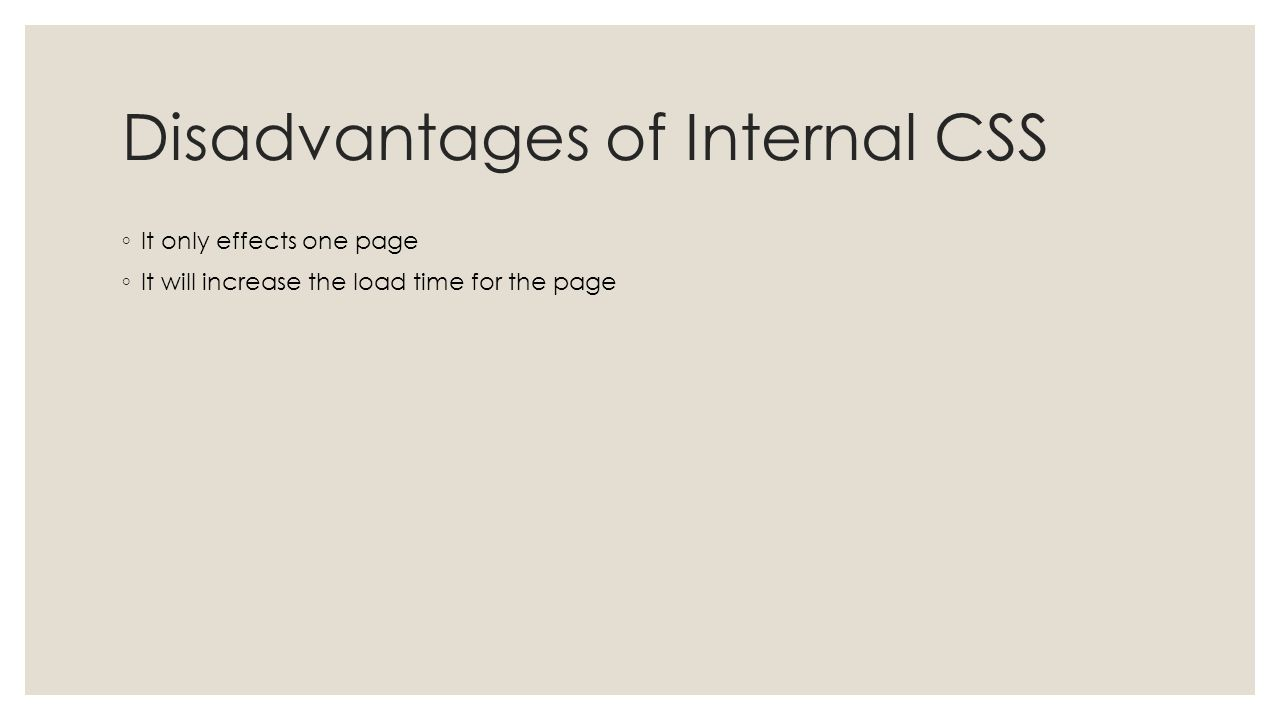 Disadvantages of Internal CSS
◦ It only effects one page
◦ It will increase the load time for the page